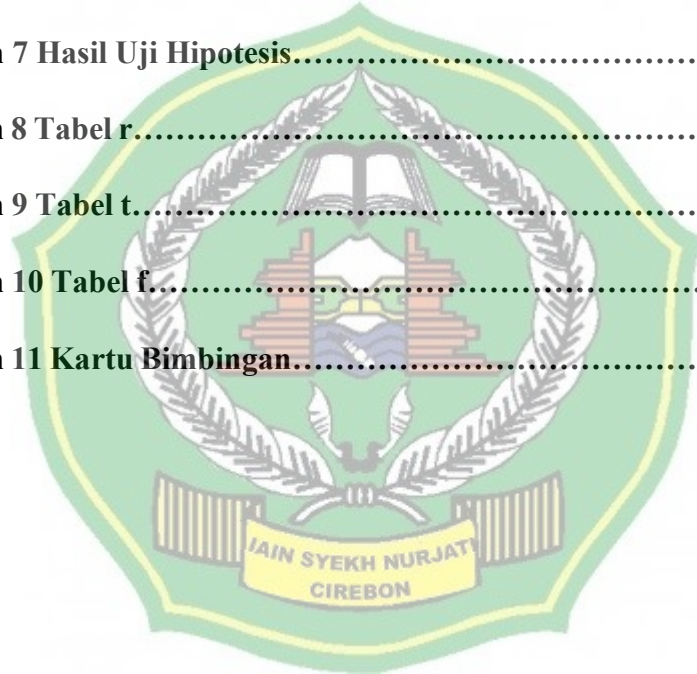 n 7 Hasil Uji Hipotesis……………………………………
n 8 Tabel r……………………………………………………
n 9 Tabel t……………………………………………………
n 10 Tabel f…………………………………………………
n 11 Kartu Bimbingan……………………………………
IAIN SYEKH NURJATI
CIREBON